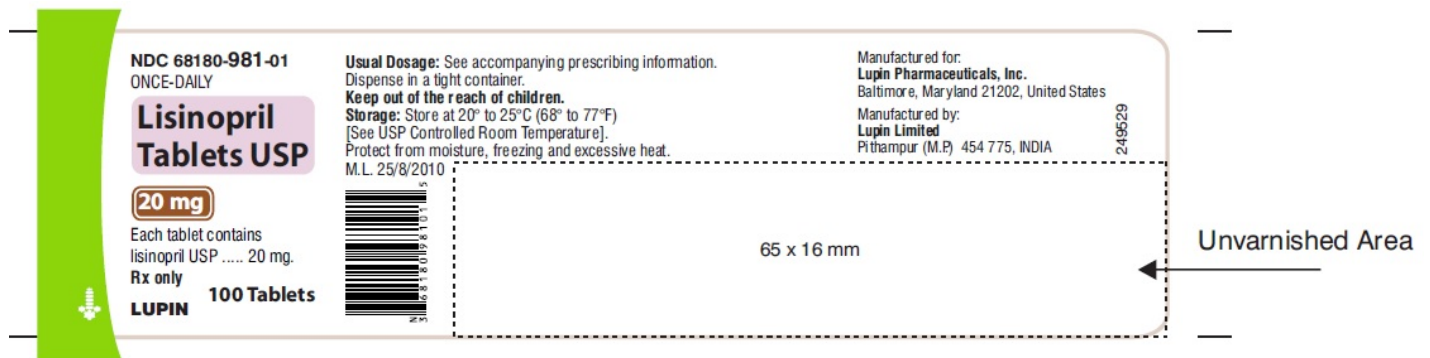 NDC 68180-981-01
ONCE-DAILY
Lisinopril
Tablets USP
20 mg
Each tablet contains
lisinopril USP ..... 20 mg.
Rx only
100 Tablets
LUPIN
Usual Dosage: See accompanying prescribing information.
Dispense in a tight container.
Keep out of the reach of children.
Storage: Store at 20° to 25°C (68° to 77°F)
[See USP Controlled Room Temperature].
Protect from moisture, freezing and excessive heat.
M.L. 25/8/2010
N
3 68180 98101 5
Manufactured for:
Lupin Pharmaceuticals, Inc.
Baltimore, Maryland 21202, United States
Manufactured by:
Lupin Limited
Pithampur (M.P.) 454 775, INDIA
249529
65 x 16 mm
Unvarnished Area